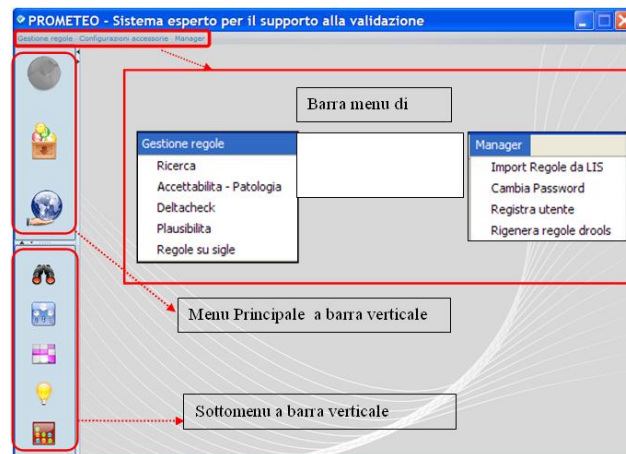 PROMETEO - Sistema esperto per il supporto alla validazione
Gestione regole Configurazioni accessorie Manager
Barra menu di
Gestione regole
Ricerca
Accettabilita - Patologia
Deltacheck
Plausibilita
Regole su sigle
Manager
Import Regole da LIS
Cambia Password
Registra utente
Rigenera regole drools
Menu Principale a barra verticale
Sottomenu a barra verticale